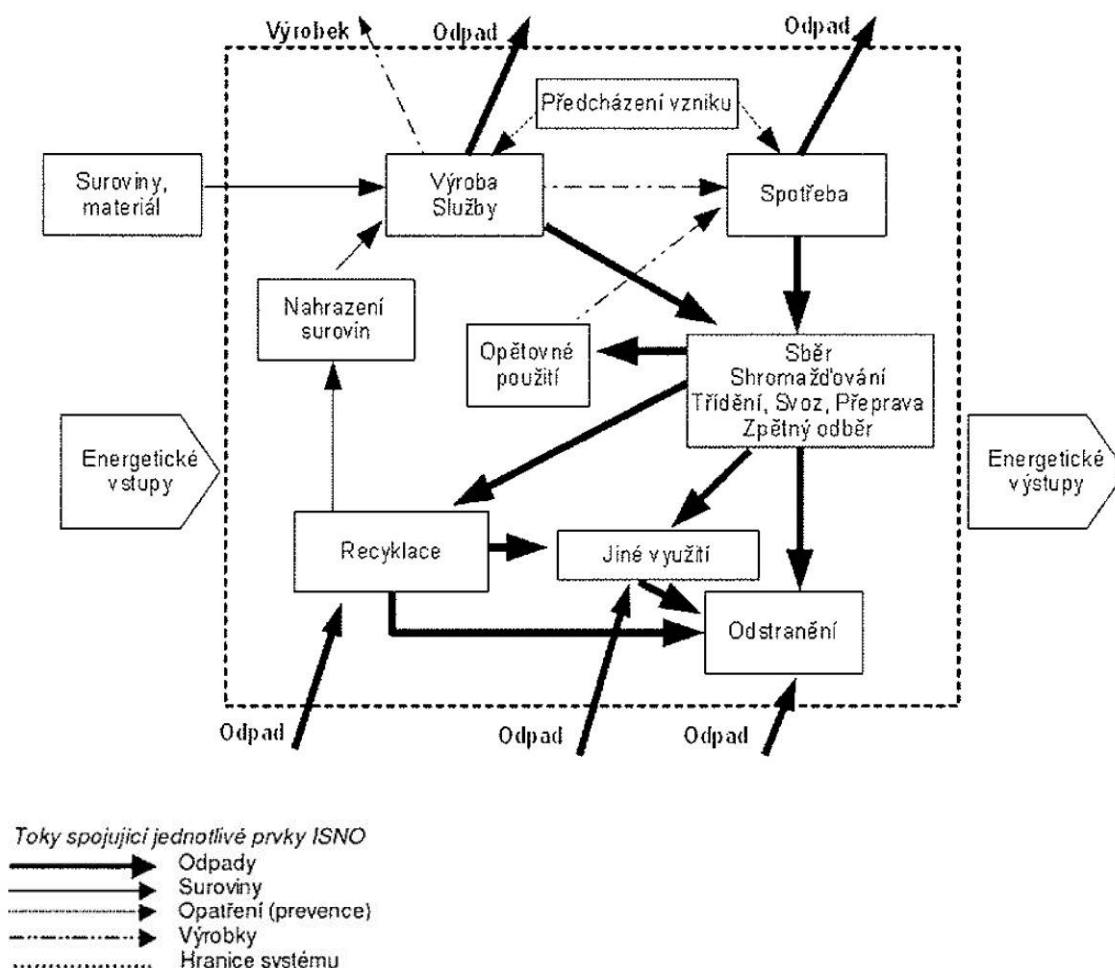 Výrobek
Odpad
Odpad
Předcházení vzniku
Suroviny,
materiál
Výroba
Služby
Spotřeba
Nahrazení
surovin
Opětovné
použití
Sběr
Shromažďování
Třídění, Svoz, Přeprava
Zpětný odběr
Energetické
vstupy
Energetické
výstupy
Recyklace
Jiné využití
Odstranění
Odpad
Odpad
Odpad
Toky spojující jednotlivé prvky ISNO
Odpady
Suroviny
Opatření (prevence)
Výrobky
Hranice systému